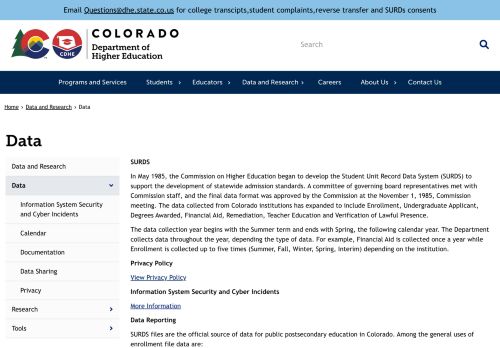 Email Questions@dhe.state.co.us for college transcipts,student complaints,reverse transfer and SURDs consents
COLORADO
Department of
Higher Education
CDHE
Search
Programs and Services
Students
Educators
Data and Research
Careers
About Us
Contact Us
Home › Data and Research › Data
Data
Data and Research
Data
Information System Security
and Cyber Incidents
Calendar
Documentation
Data Sharing
Privacy
Research
Tools
SURDS
In May 1985, the Commission on Higher Education began to develop the Student Unit Record Data System (SURDS) to
support the development of statewide admission standards. A committee of governing board representatives met with
Commission staff, and the final data format was approved by the Commission at the November 1, 1985, Commission
meeting. The data collected from Colorado institutions has expanded to include Enrollment, Undergraduate Applicant,
Degrees Awarded, Financial Aid, Remediation, Teacher Education and Verification of Lawful Presence.
The data collection year begins with the Summer term and ends with Spring, the following calendar year. The Department
collects data throughout the year, depending the type of data. For example, Financial Aid is collected once a year while
Enrollment is collected up to five times (Summer, Fall, Winter, Spring, Interim) depending on the institution.
Privacy Policy
View Privacy Policy
Information System Security and Cyber Incidents
More Information
Data Reporting
SURDS files are the official source of data for public postsecondary education in Colorado. Among the general uses of
enrollment file data are: